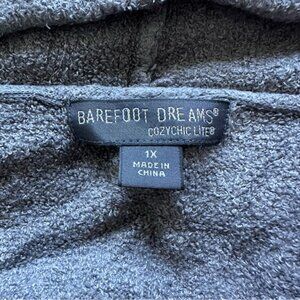 BAREFOOT DREAMS®
COZYCHIC LITE®
1X
MADE IN
CHINA